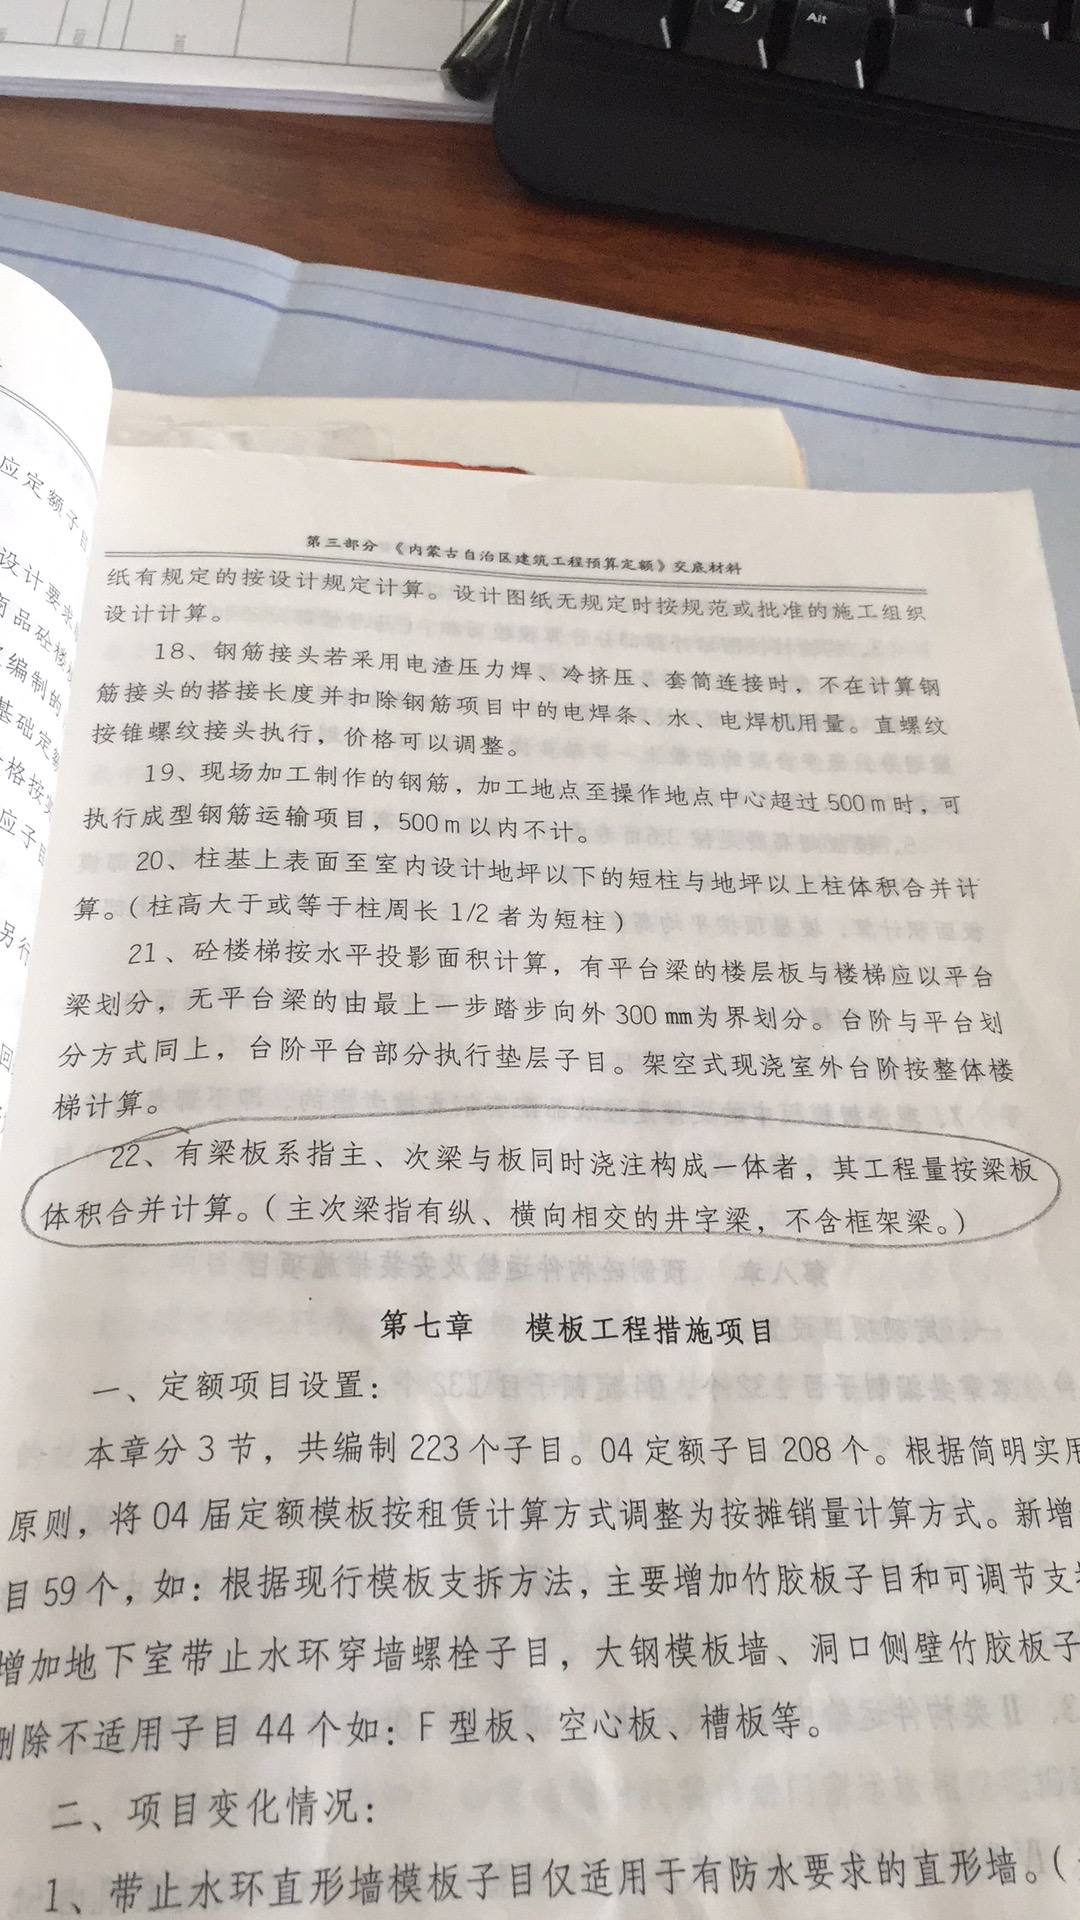 Alt
应定额子目
设计要求
商品砼楼
编制的
基础定额
格按
应子目
另行
回
第三部分 《内蒙古自治区建筑工程预算定额》交底材料
纸有规定的按设计规定计算。设计图纸无规定时按规范或批准的施工组织
设计计算。
18、钢筋接头若采用电渣压力焊、冷挤压、套筒连接时，不在计算钢
筋接头的搭接长度并扣除钢筋项目中的电焊条、水、电焊机用量。直螺纹
按锥螺纹接头执行，价格可以调整。
19、现场加工制作的钢筋，加工地点至操作地点中心超过500m时，可
执行成型钢筋运输项目，500m以内不计。
20、柱基上表面至室内设计地坪以下的短柱与地坪以上柱体积合并计
算。（柱高大于或等于柱周长1/2者为短柱）
21、砼楼梯按水平投影面积计算，有平台梁的楼层板与楼梯应以平台
梁划分，无平台梁的由最上一步踏步向外300㎜为界划分。台阶与平台划
分方式同上，台阶平台部分执行垫层子目。架空式现浇室外台阶按整体楼
梯计算。
22、有梁板系指主、次梁与板同时浇注构成一体者，其工程量按梁板
体积合并计算。（主次梁指有纵、横向相交的井字梁，不含框架梁。）
第七章 模板工程措施项目
一、定额项目设置：
本章分3节，共编制223个子目。04定额子目208个。根据简明实用
原则，将04届定额模板按租赁计算方式调整为按摊销量计算方式。新增
目59个，如：根据现行模板支拆方法，主要增加竹胶板子目和可调节支
增加地下室带止水环穿墙螺栓子目，大钢模板墙、洞口侧壁竹胶板子
删除不适用子目44个如：F型板、空心板、槽板等。
二、项目变化情况：
1、带止水环直形墙模板子目仅适用于有防水要求的直形墙。（